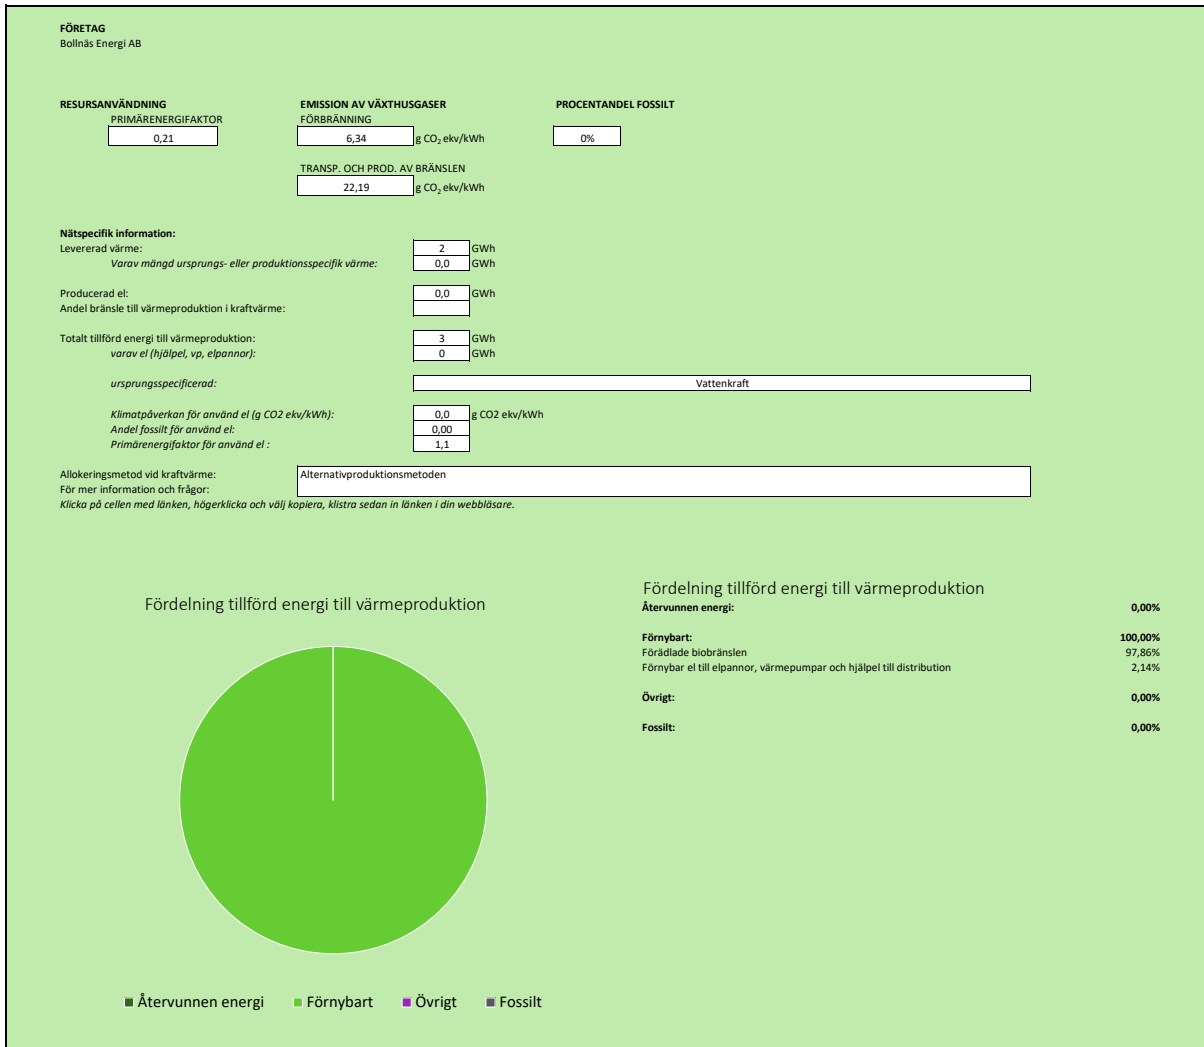 FÖRETAG
Bollnäs Energi AB
RESURSANVÄNDNING EMISSION AV VÄXTHUSGASER PROCENTANDEL FOSSILT
PRIMÄRENERGIFAKTOR FÖRBRÄNNING
0,21 6,34 g CO₂ ekv/kWh 0%
TRANSP. OCH PROD. AV BRÄNSLEN
22,19 g CO₂ ekv/kWh
Nätspecifik information:
Levererad värme: 2 GWh
Varav mängd ursprungs- eller produktionsspecifik värme: 0,0 GWh
Producerad el: 0,0 GWh
Andel bränsle till värmeproduktion i kraftvärme:
Totalt tillförd energi till värmeproduktion: 3 GWh
varav el (hjälpel, vp, elpannor): 0 GWh
ursprungsspecificerad: Vattenkraft
Klimatpåverkan för använd el (g CO2 ekv/kWh): 0,0 g CO2 ekv/kWh
Andel fossilt för använd el: 0,00
Primärenergifaktor för använd el : 1,1
Allokeringsmetod vid kraftvärme: Alternativproduktionsmetoden
För mer information och frågor:
Klicka på cellen med länken, högerklicka och välj kopiera, klistra sedan in länken i din webbläsare.
Fördelning tillförd energi till värmeproduktion
Återvunnen energi Förnybart Övrigt Fossilt
Fördelning tillförd energi till värmeproduktion
Återvunnen energi: 0,00%
Förnybart: 100,00%
Förädlade biobränslen 97,86%
Förnybar el till elpannor, värmepumpar och hjälpel till distribution 2,14%
Övrigt: 0,00%
Fossilt: 0,00%